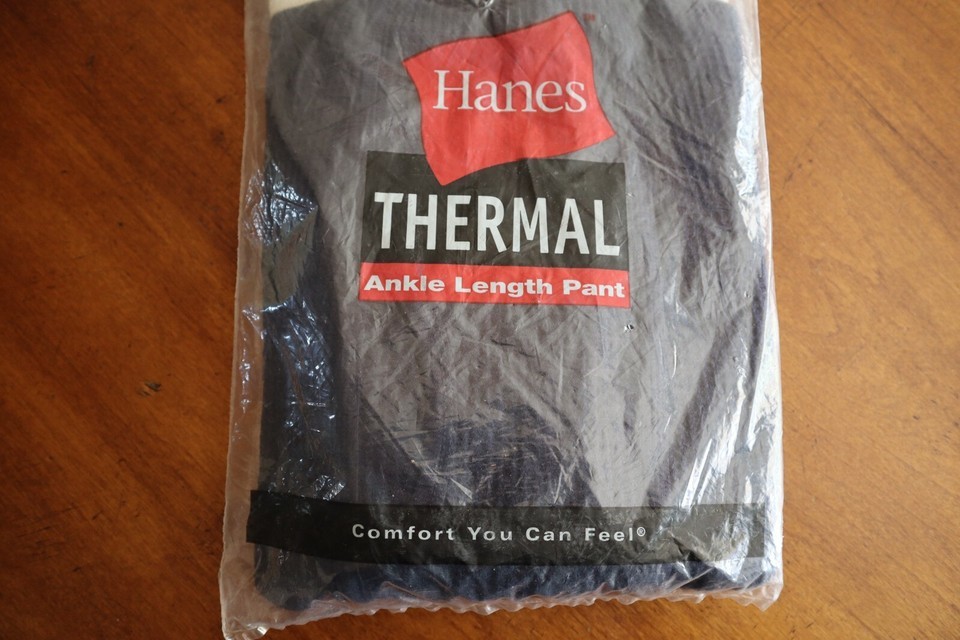 Hanes
THERMAL
Ankle Length Pant
Comfort You Can Feel®